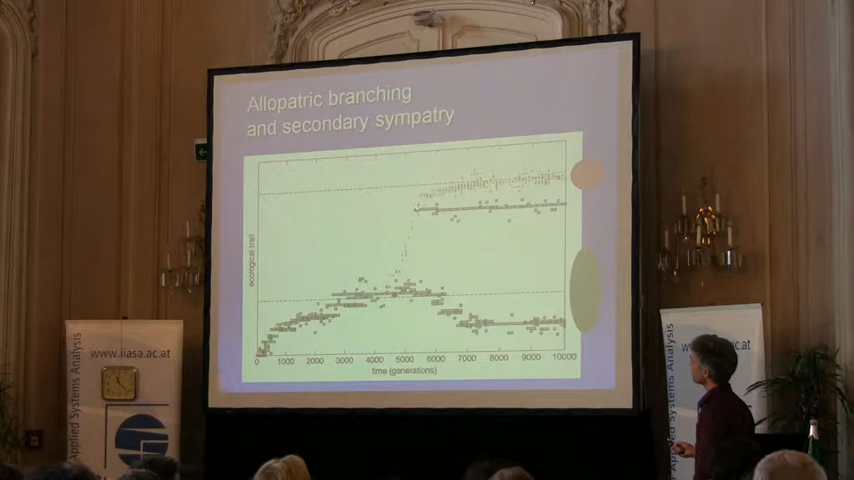 Allopatric branching
and secondary sympatry
ecological trait
0 1000 2000 3000 4000 5000 6000 7000 8000 9000 10000
time (generations)
www.iiasa.ac.at
Applied Systems Analysis
www.iiasa.ac.at
Applied Systems Analysis